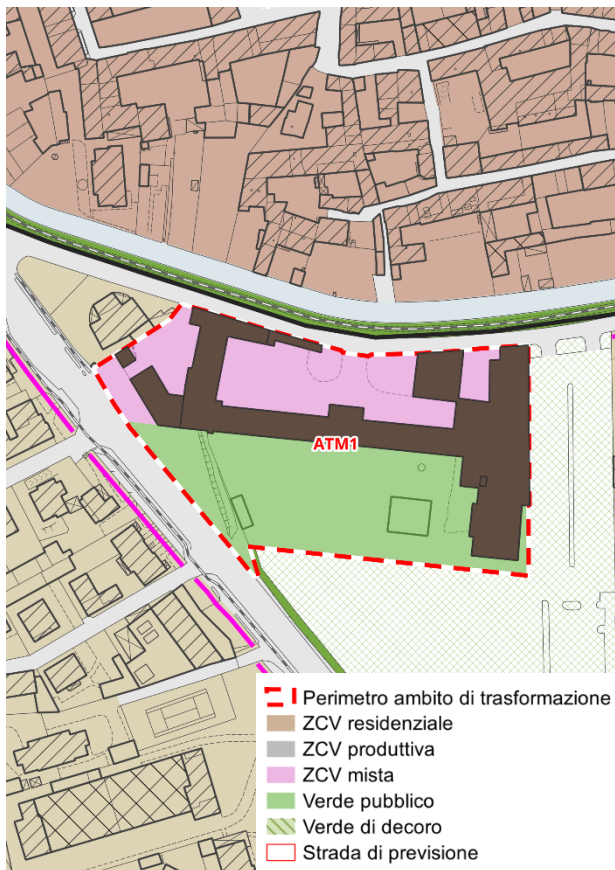 ATM1
Perimetro ambito di trasformazione
ZCV residenziale
ZCV produttiva
ZCV mista
Verde pubblico
Verde di decoro
Strada di previsione